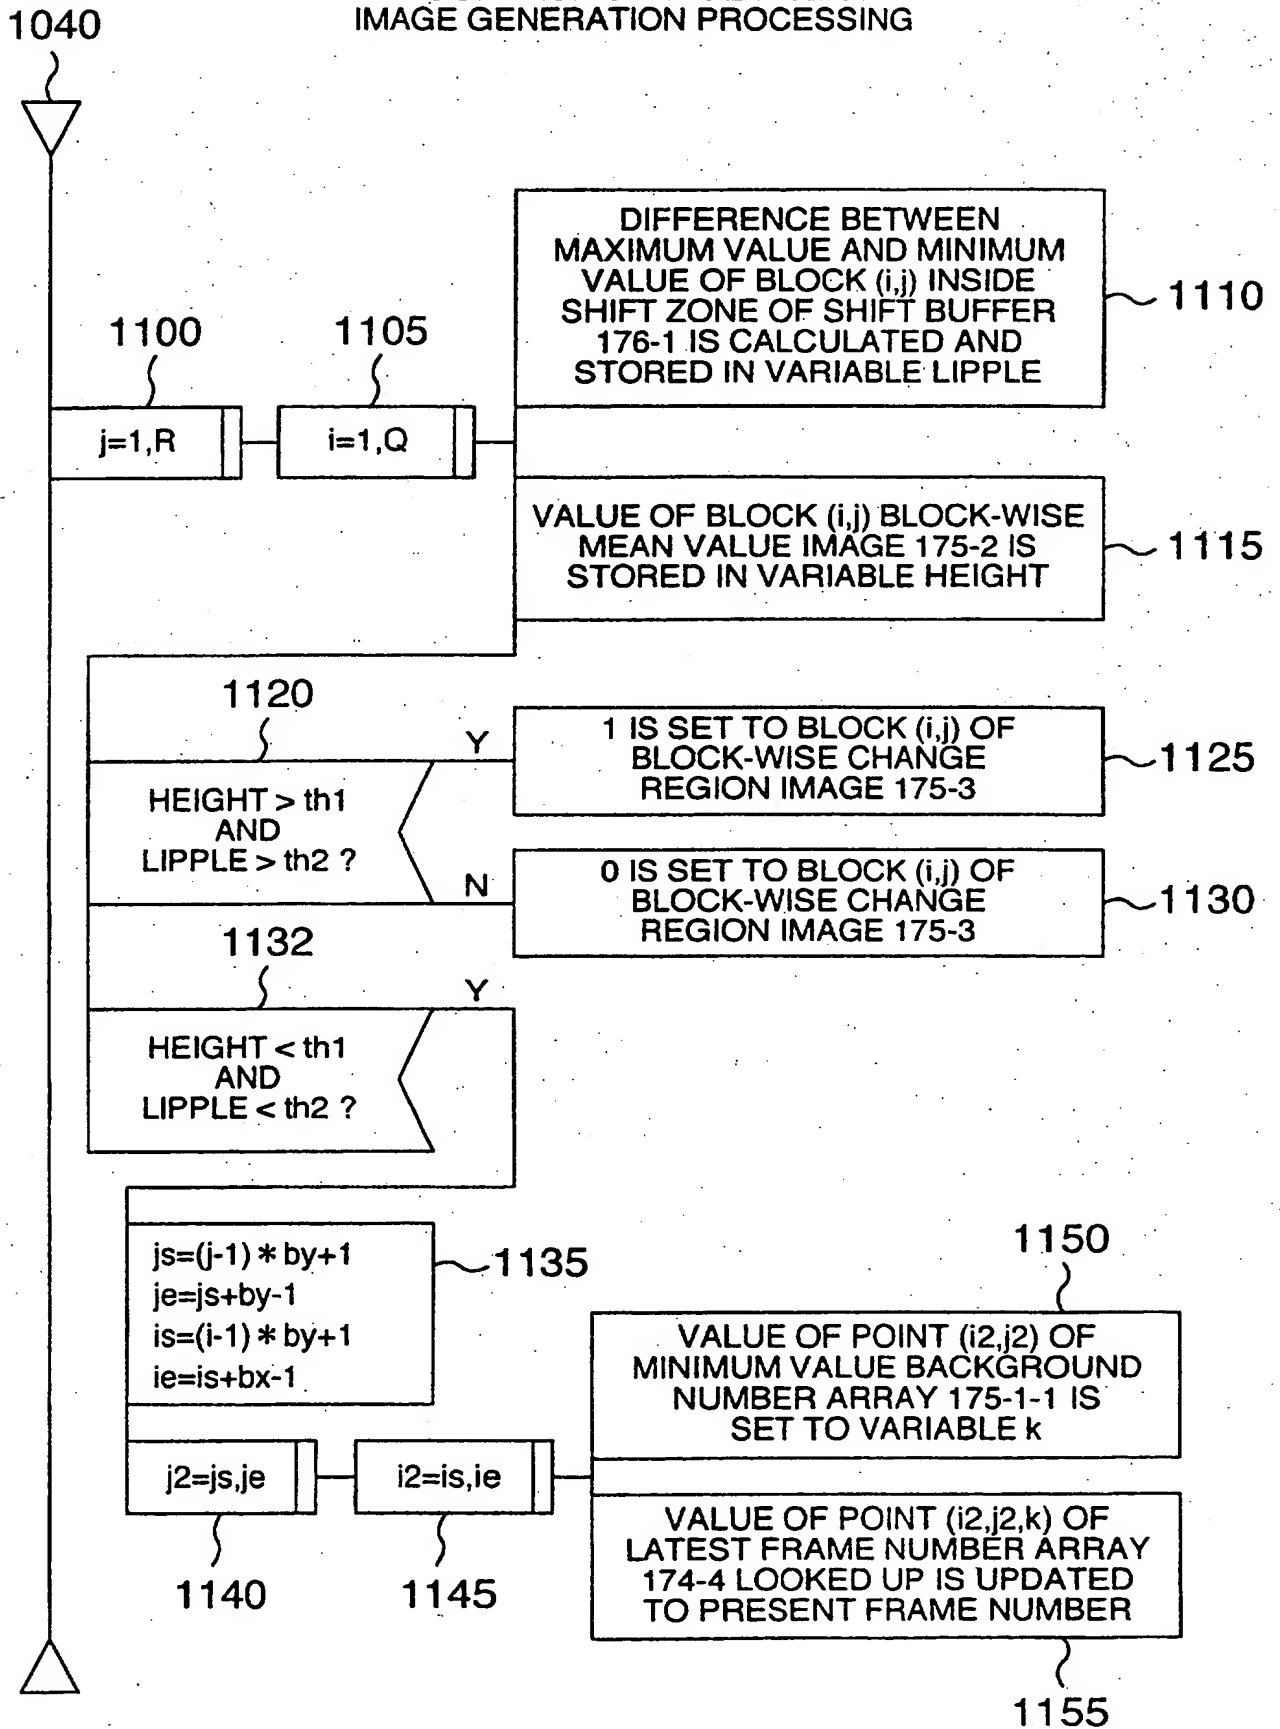 IMAGE GENERATION PROCESSING
1040
DIFFERENCE BETWEEN
MAXIMUM VALUE AND MINIMUM
VALUE OF BLOCK (i,j) INSIDE
SHIFT ZONE OF SHIFT BUFFER
176-1 IS CALCULATED AND
STORED IN VARIABLE LIPPLE
1110
1100
1105
j=1,R
i=1,Q
VALUE OF BLOCK (i,j) BLOCK-WISE
MEAN VALUE IMAGE 175-2 IS
STORED IN VARIABLE HEIGHT
1115
1120
Y
HEIGHT > th1
AND
LIPPLE > th2 ?
N
1 IS SET TO BLOCK (i,j) OF
BLOCK-WISE CHANGE
REGION IMAGE 175-3
1125
0 IS SET TO BLOCK (i,j) OF
BLOCK-WISE CHANGE
REGION IMAGE 175-3
1130
1132
Y
HEIGHT < th1
AND
LIPPLE < th2 ?
js=(j-1) * by+1
je=js+by-1
is=(i-1) * by+1
ie=is+bx-1
1135
1150
VALUE OF POINT (i2,j2) OF
MINIMUM VALUE BACKGROUND
NUMBER ARRAY 175-1-1 IS
SET TO VARIABLE k
j2=js,je
i2=is,ie
1140
1145
VALUE OF POINT (i2,j2,k) OF
LATEST FRAME NUMBER ARRAY
174-4 LOOKED UP IS UPDATED
TO PRESENT FRAME NUMBER
1155